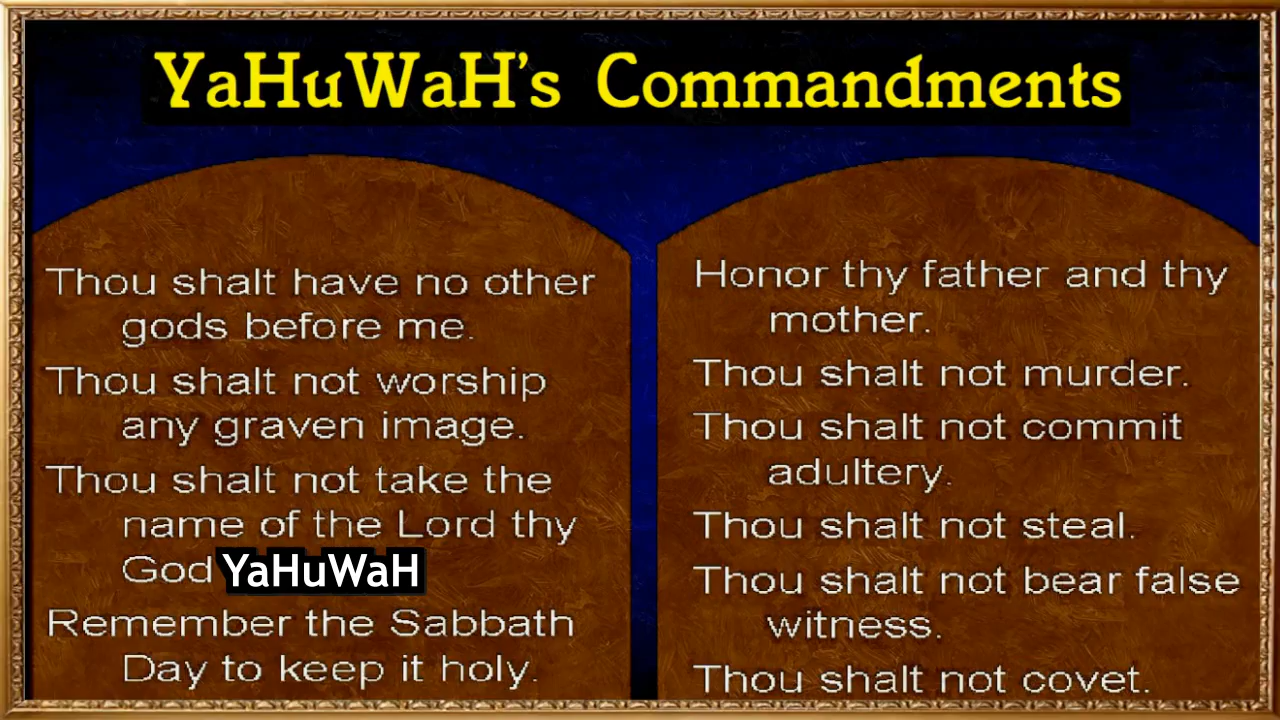 YaHuWaH's Commandments
Thou shalt have no other
gods before me.
Thou shalt not worship
any graven image.
Thou shalt not take the
name of the Lord thy
God YaHuWaH
Remember the Sabbath
Day to keep it holy.
Honor thy father and thy
mother.
Thou shalt not murder.
Thou shalt not commit
adultery.
Thou shalt not steal.
Thou shalt not bear false
witness.
Thou shalt not covet.